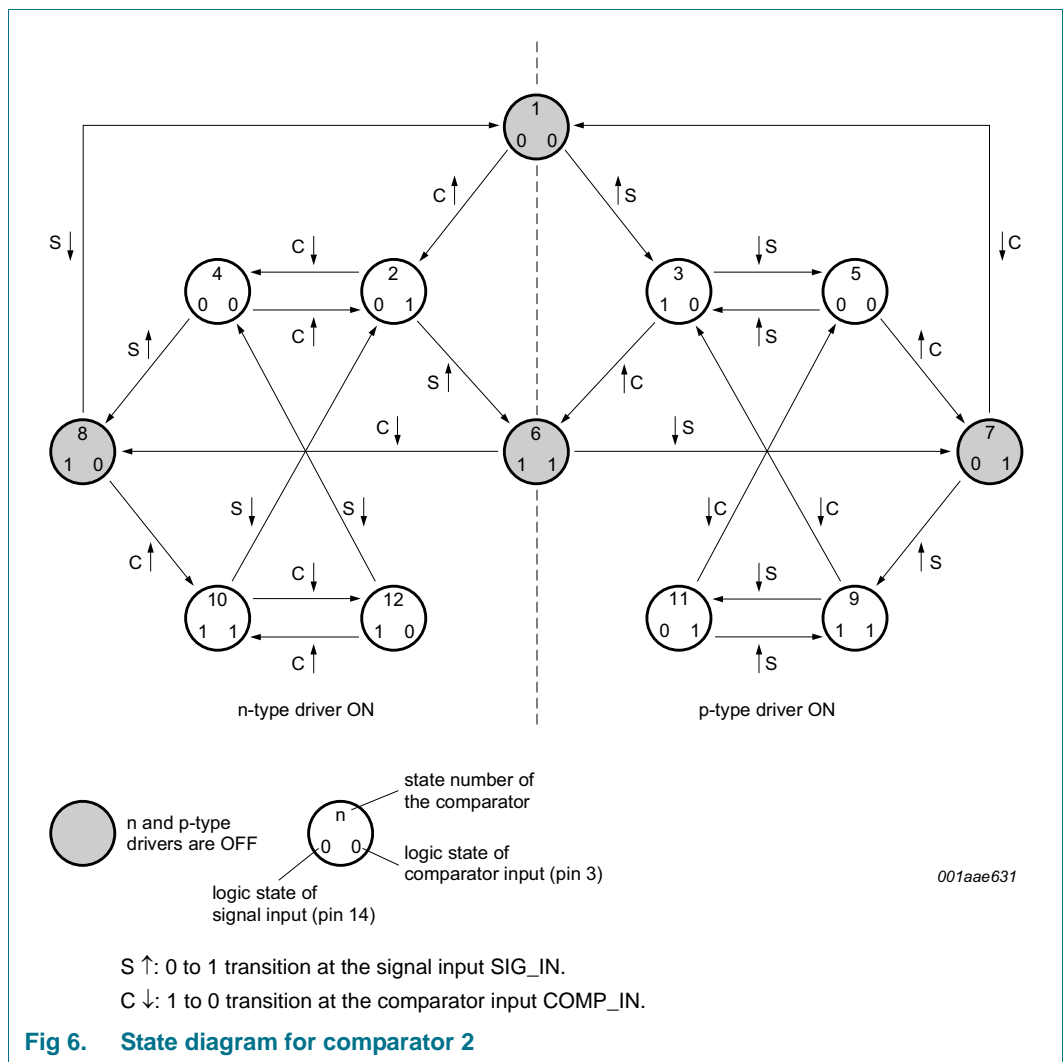 1
0 0
C ↑
↑ S
S ↓
C ↓
↓ S
↓ C
4
0 0
2
0 1
3
1 0
5
0 0
C ↑
↑ S
S ↑
S ↑
↑ C
↑ C
8
1 0
C ↓
6
1 1
↓ S
7
0 1
S ↓
S ↓
↓ C
↓ C
C ↑
C ↓
↓ S
↑ S
10
1 1
12
1 0
11
0 1
9
1 1
C ↑
↑ S
n-type driver ON
p-type driver ON
n and p-type
drivers are OFF
state number of
the comparator
n
0 0
logic state of
comparator input (pin 3)
logic state of
signal input (pin 14)
001aae631
S ↑: 0 to 1 transition at the signal input SIG_IN.
C ↓: 1 to 0 transition at the comparator input COMP_IN.
Fig 6. State diagram for comparator 2